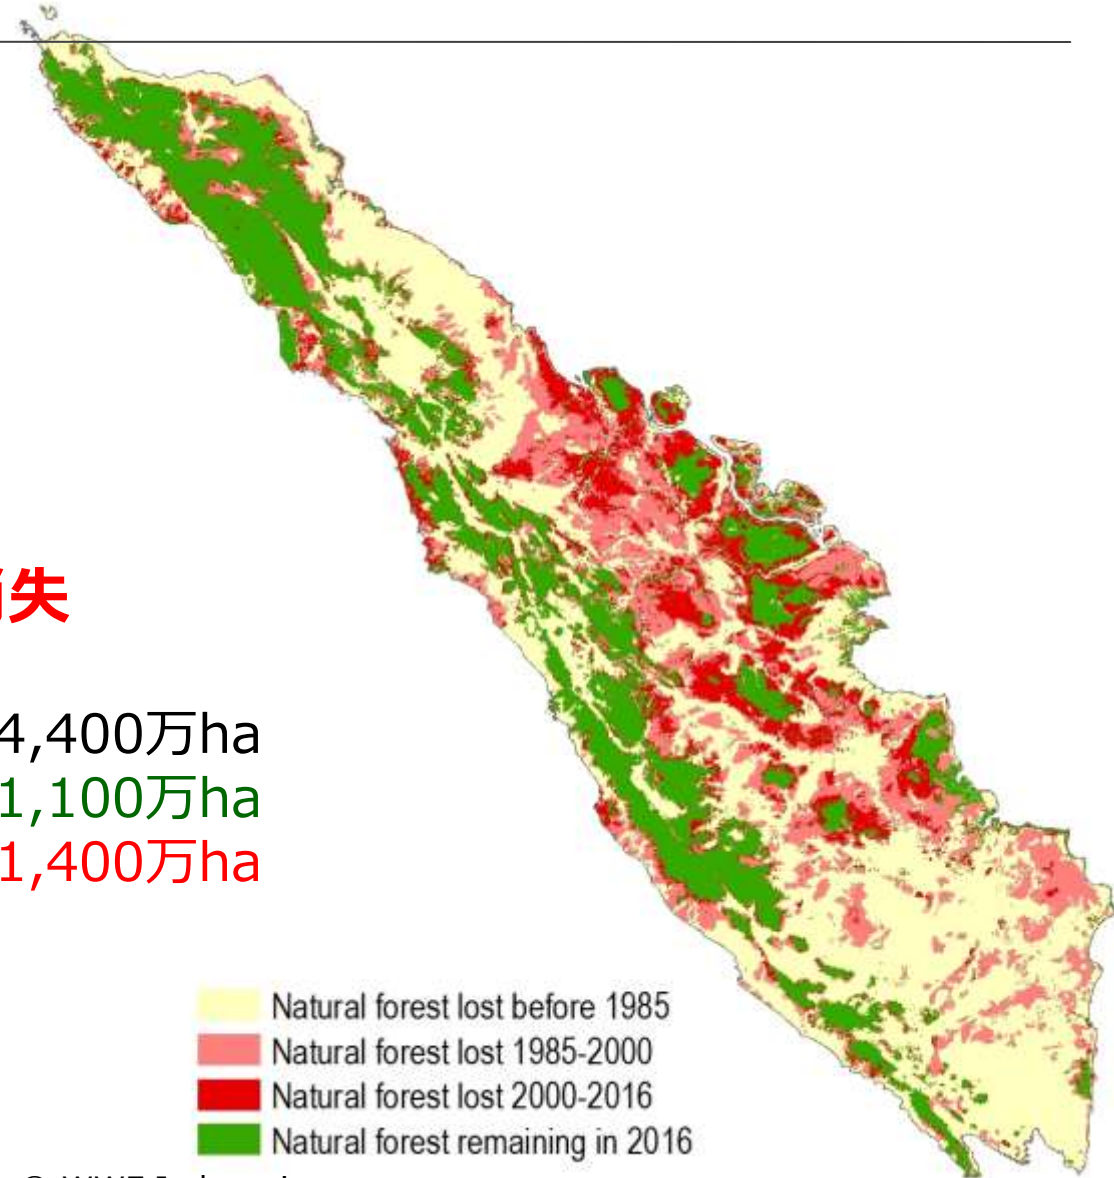 消失
4,400万ha
1,100万ha
1,400万ha
Natural forest lost before 1985
Natural forest lost 1985-2000
Natural forest lost 2000-2016
Natural forest remaining in 2016